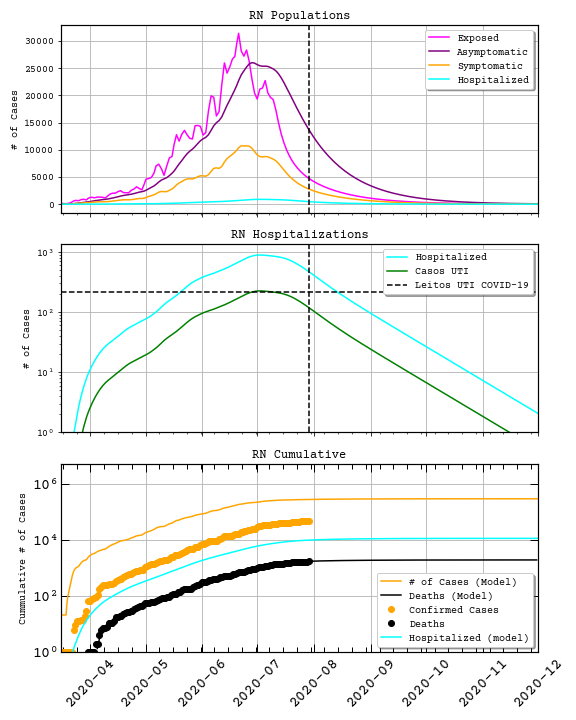 RN Populations
# of Cases
30000
25000
20000
15000
10000
5000
0
Exposed
Asymptomatic
Symptomatic
Hospitalized
RN Hospitalizations
# of Cases
10³
10²
10¹
10⁰
Hospitalized
Casos UTI
Leitos UTI COVID-19
RN Cumulative
Cummulative # of Cases
10⁶
10⁴
10²
10⁰
# of Cases (Model)
Deaths (Model)
Confirmed Cases
Deaths
Hospitalized (model)
2020-04
2020-05
2020-06
2020-07
2020-08
2020-09
2020-10
2020-11
2020-12